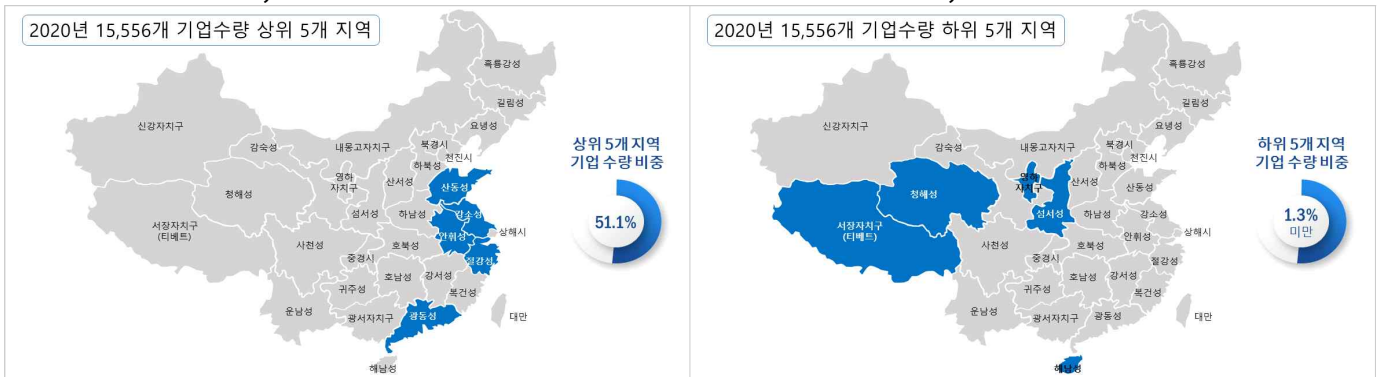 2020년 15,556개 기업수량 상위 5개 지역
흑룡강성
길림성
요녕성
신강자치구
감숙성
내몽고자치구
북경시
천진시
하북성
영하
자치구
산서성
산동성
청해성
섬서성
하남성
강소성
서장자치구
(티베트)
안휘성
상해시
사천성
호북성
중경시
절강성
호남성
강서성
귀주성
복건성
운남성
광서자치구
광동성
대만
해남성
상위 5개 지역
기업 수량 비중
51.1%
2020년 15,556개 기업수량 하위 5개 지역
흑룡강성
길림성
요녕성
신강자치구
감숙성
내몽고자치구
북경시
천진시
하북성
영하
자치구
산서성
산동성
청해성
섬서성
하남성
강소성
서장자치구
(티베트)
안휘성
상해시
사천성
호북성
중경시
절강성
호남성
강서성
귀주성
복건성
운남성
광서자치구
광동성
대만
해남성
하위 5개 지역
기업 수량 비중
1.3%
미만